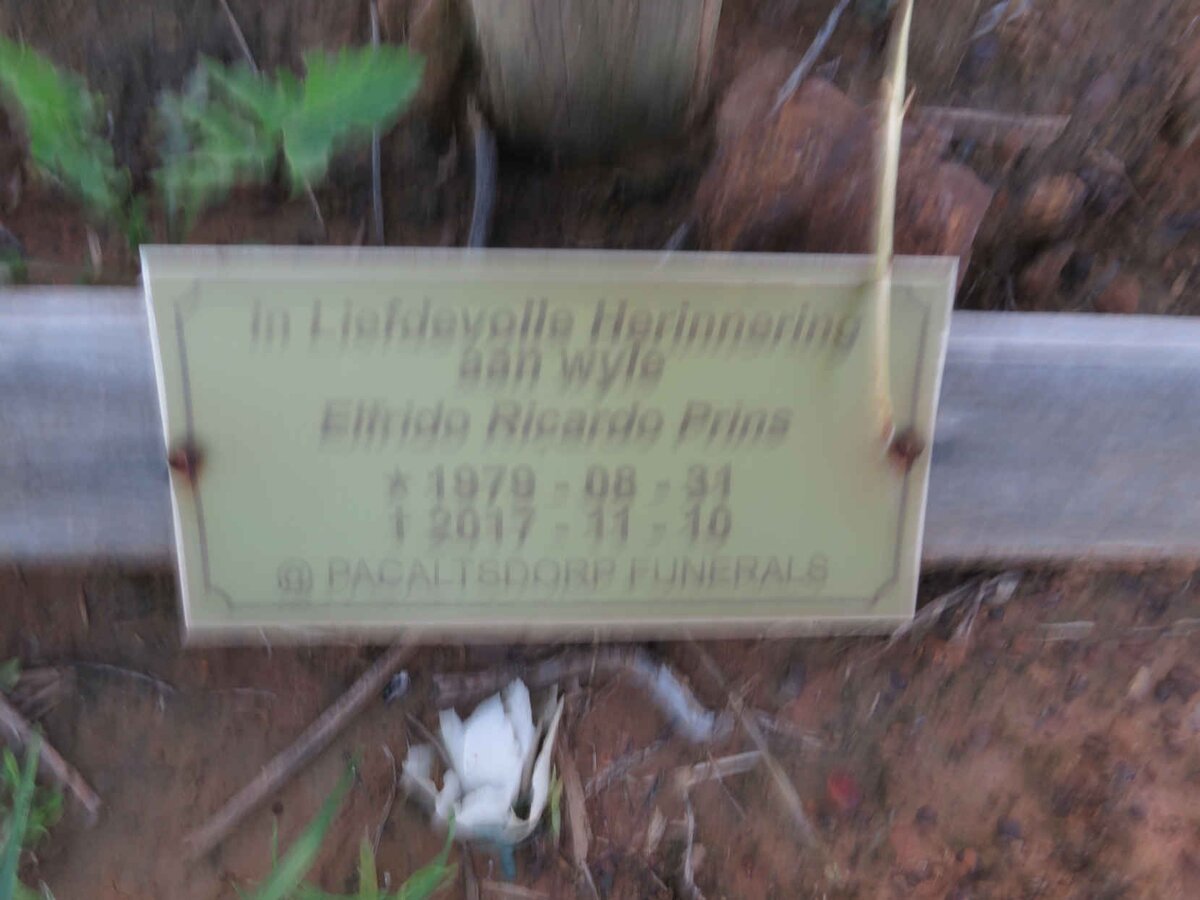 In Liefdevolle Herinnering
aan wyle
Elfrido Ricardo Prins
* 1979 - 08 - 31
† 2017 - 11 - 10
@ PACALTSDORP FUNERALS